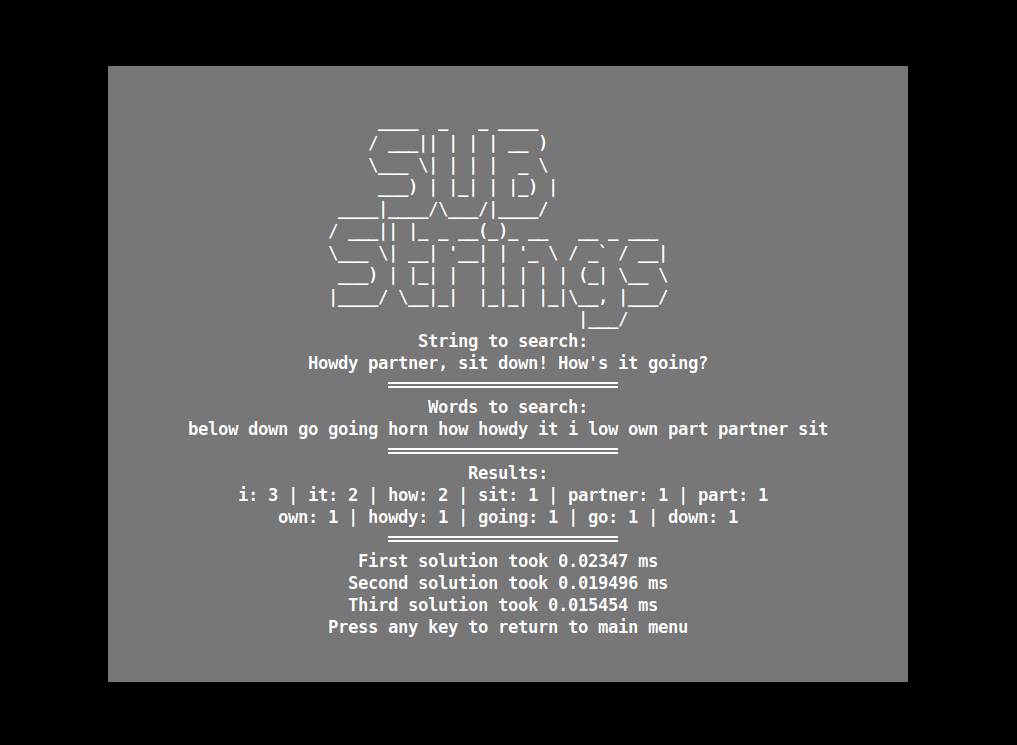 SUB
Strings
String to search:
Howdy partner, sit down! How's it going?
Words to search:
below down go going horn how howdy it i low own part partner sit
Results:
i: 3 | it: 2 | how: 2 | sit: 1 | partner: 1 | part: 1
own: 1 | howdy: 1 | going: 1 | go: 1 | down: 1
First solution took 0.02347 ms
Second solution took 0.019496 ms
Third solution took 0.015454 ms
Press any key to return to main menu